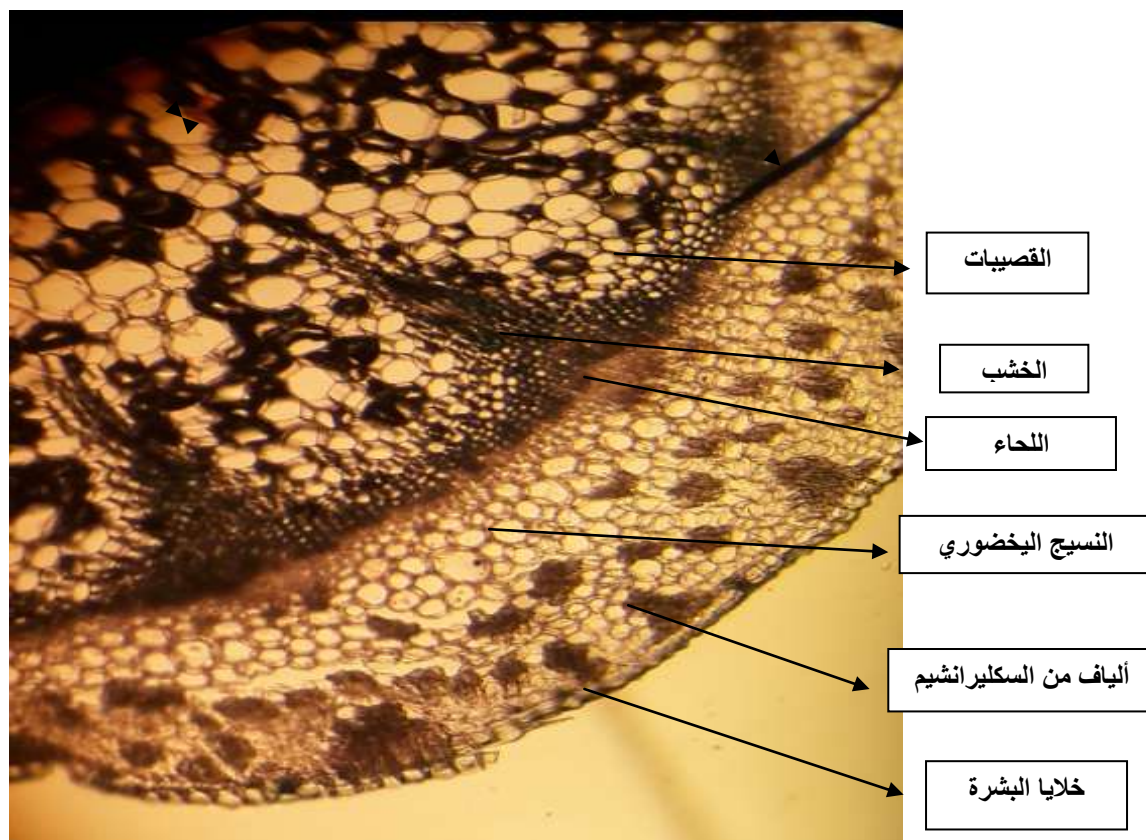 القصيبات
الخشب
اللحاء
النسيج اليخضوري
ألياف من السكليرانشيم
خلايا البشرة